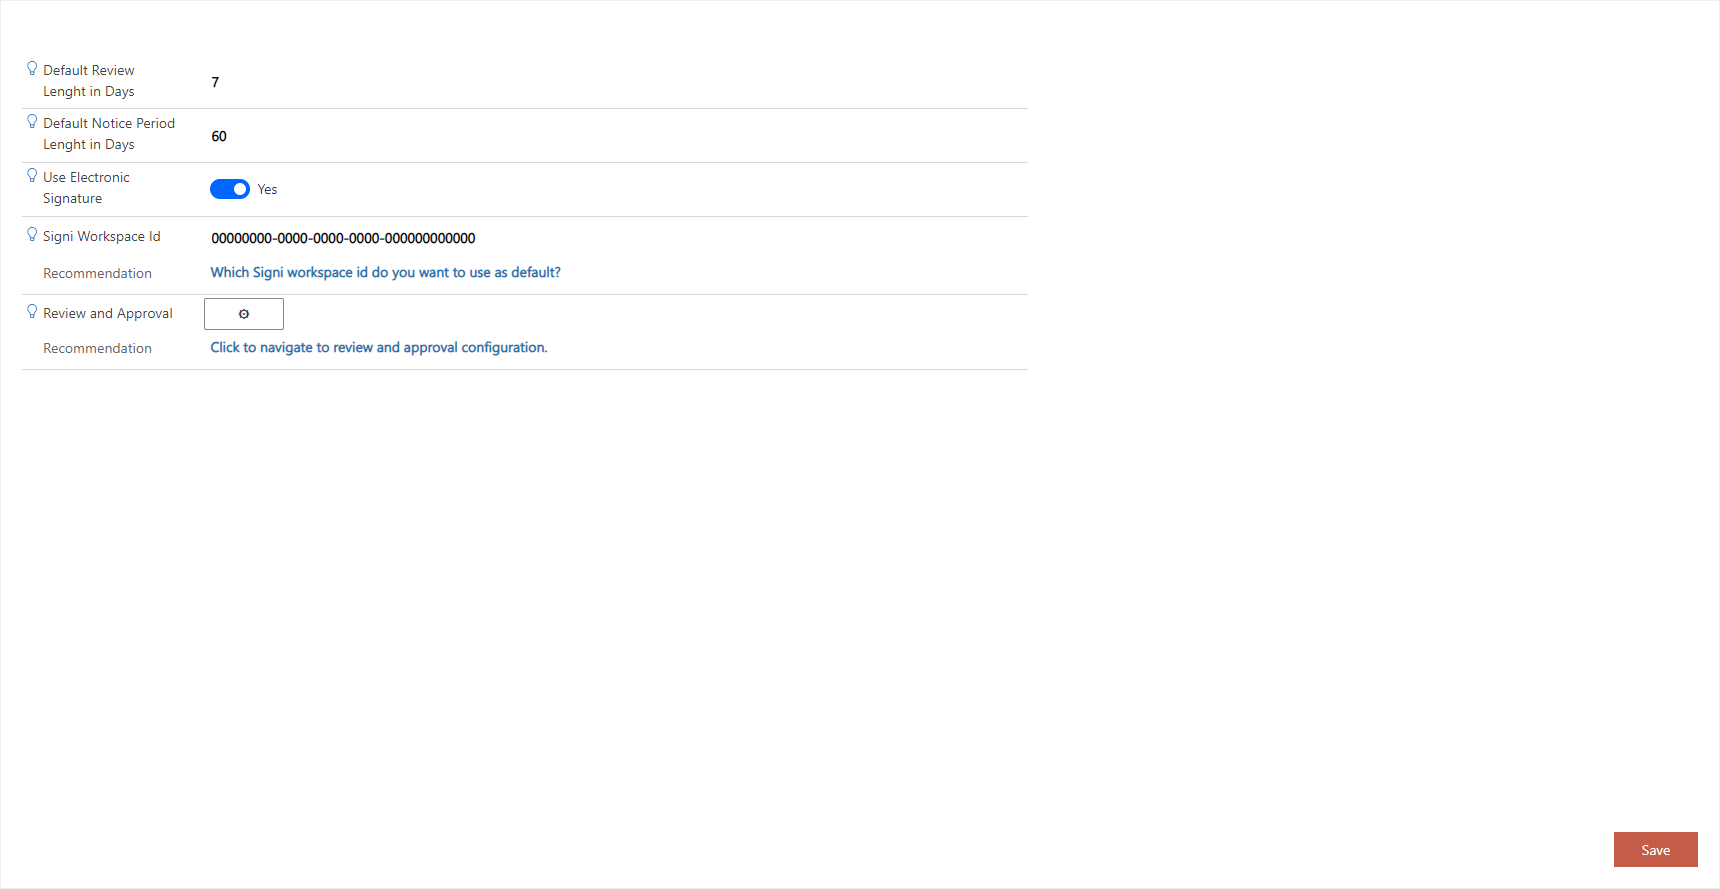 Default Review
Lenght in Days
7
Default Notice Period
Lenght in Days
60
Use Electronic
Signature
Yes
Signi Workspace Id
00000000-0000-0000-0000-000000000000
Recommendation
Which Signi workspace id do you want to use as default?
Review and Approval
Recommendation
Click to navigate to review and approval configuration.
Save